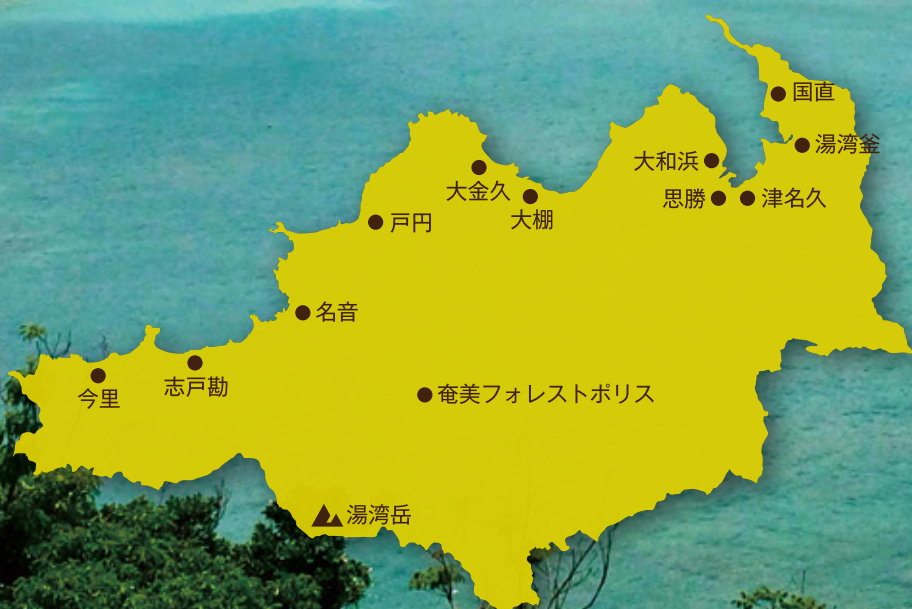 国直
湯湾釜
大和浜
思勝
津名久
大金久
大棚
戸円
名音
志戸勘
今里
奄美フォレストポリス
湯湾岳